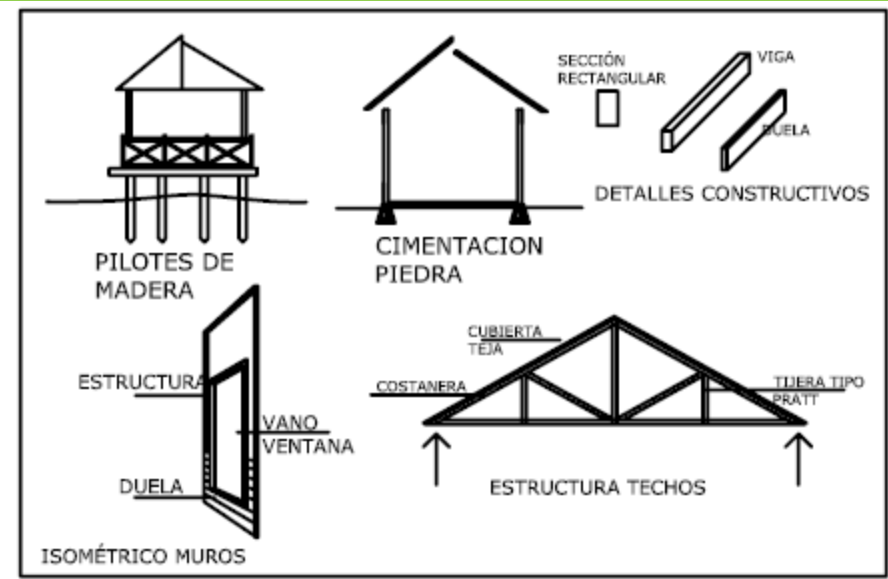 SECCIÓN
RECTANGULAR
VIGA
DUELA
DETALLES CONSTRUCTIVOS
PILOTES DE
MADERA
CIMENTACION
PIEDRA
ESTRUCTURA
VANO
VENTANA
DUELA
ISOMÉTRICO MUROS
CUBIERTA
TEJA
COSTANERA
TIJERA TIPO
PRATT
ESTRUCTURA TECHOS